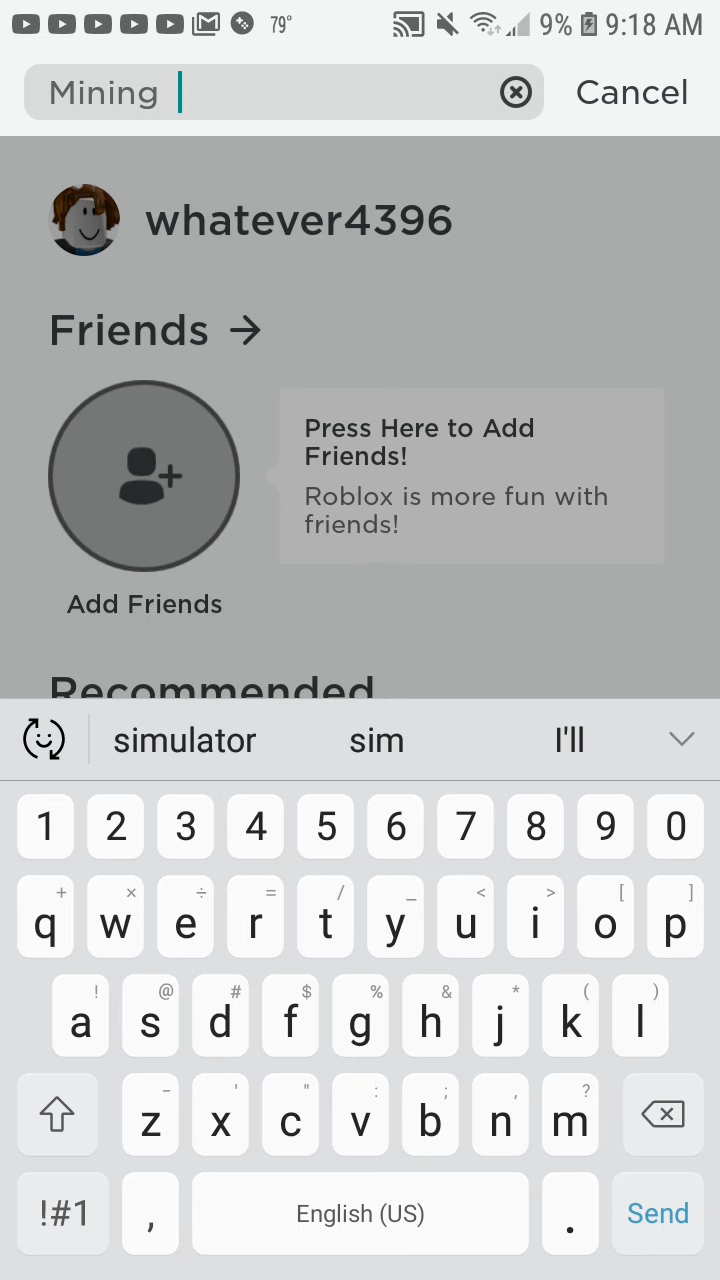 79° 9% 9:18 AM
Mining Cancel
whatever4396
Friends →
Press Here to Add
Friends!
Roblox is more fun with
friends!
Add Friends
Recommended
simulator sim I'll
1 2 3 4 5 6 7 8 9 0
+ × ÷ = / _ < > [ ]
q w e r t y u i o p
! @ # $ % & * ( )
a s d f g h j k l
- ' " : ; , ?
z x c v b n m
!#1 , English (US) . Send